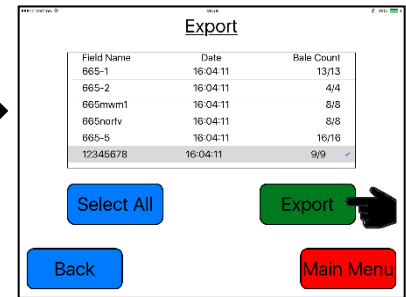 Export
Field Name Date Bale Count
665-1 16:04:11 13/13
665-2 16:04:11 4/4
665mwm1 16:04:11 8/8
665norfv 16:04:11 8/8
665-5 16:04:11 16/16
12345678 16:04:11 9/9
Select All Export
Back Main Menu